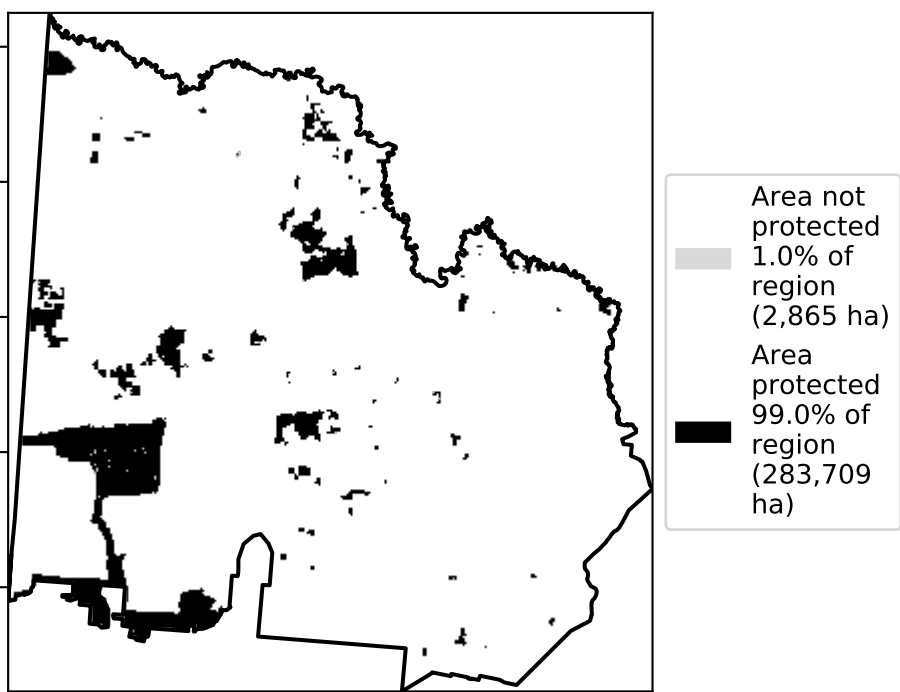 Area not
protected
1.0% of
region
(2,865 ha)
Area
protected
99.0% of
region
(283,709
ha)